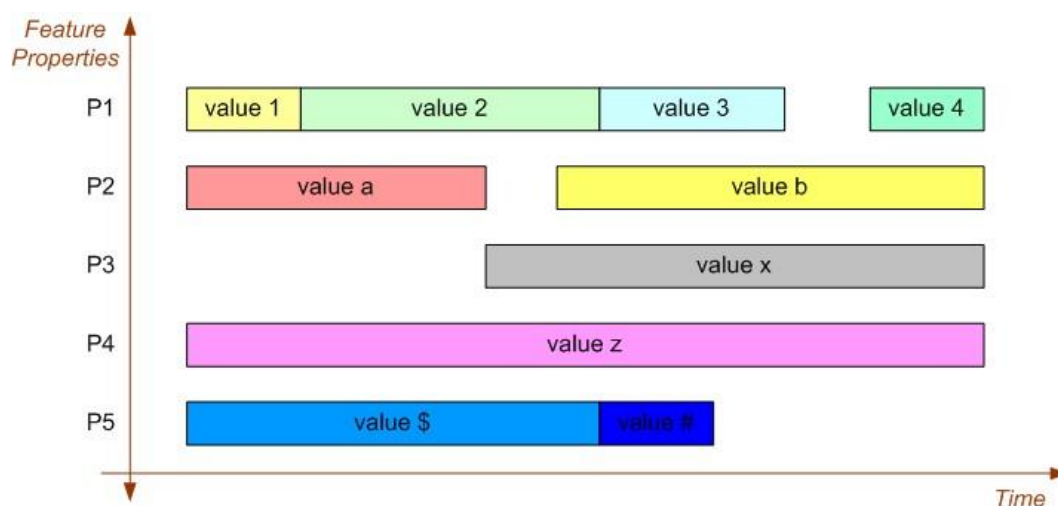 Feature
Properties
P1 value 1 value 2 value 3 value 4
P2 value a value b
P3 value x
P4 value z
P5 value $ value #
Time